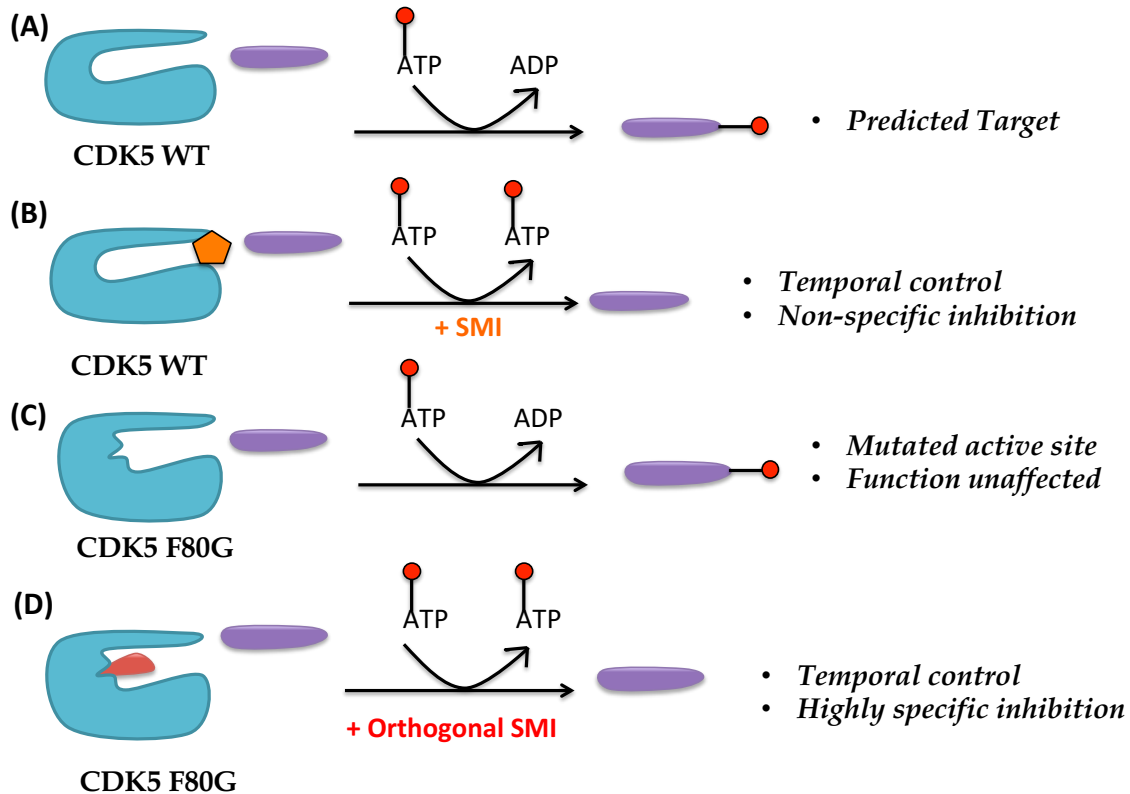 (A)
ATP
ADP
• Predicted Target
CDK5 WT
(B)
ATP
ATP
• Temporal control
• Non-specific inhibition
+ SMI
CDK5 WT
(C)
ATP
ADP
• Mutated active site
• Function unaffected
CDK5 F80G
(D)
ATP
ATP
• Temporal control
• Highly specific inhibition
+ Orthogonal SMI
CDK5 F80G